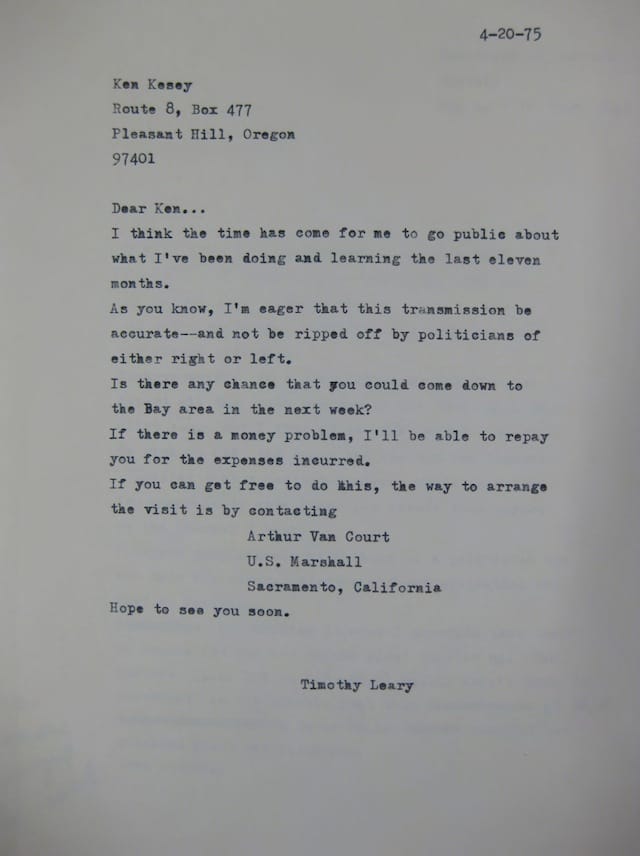 4-20-75
Ken Kesey
Route 8, Box 477
Pleasant Hill, Oregon
97401
Dear Ken...
I think the time has come for me to go public about
what I've been doing and learning the last eleven
months.
As you know, I'm eager that this transmission be
accurate--and not be ripped off by politicians of
either right or left.
Is there any chance that you could come down to
the Bay area in the next week?
If there is a money problem, I'll be able to repay
you for the expenses incurred.
If you can get free to do this, the way to arrange
the visit is by contacting
Arthur Van Court
U.S. Marshall
Sacramento, California
Hope to see you soon.
Timothy Leary